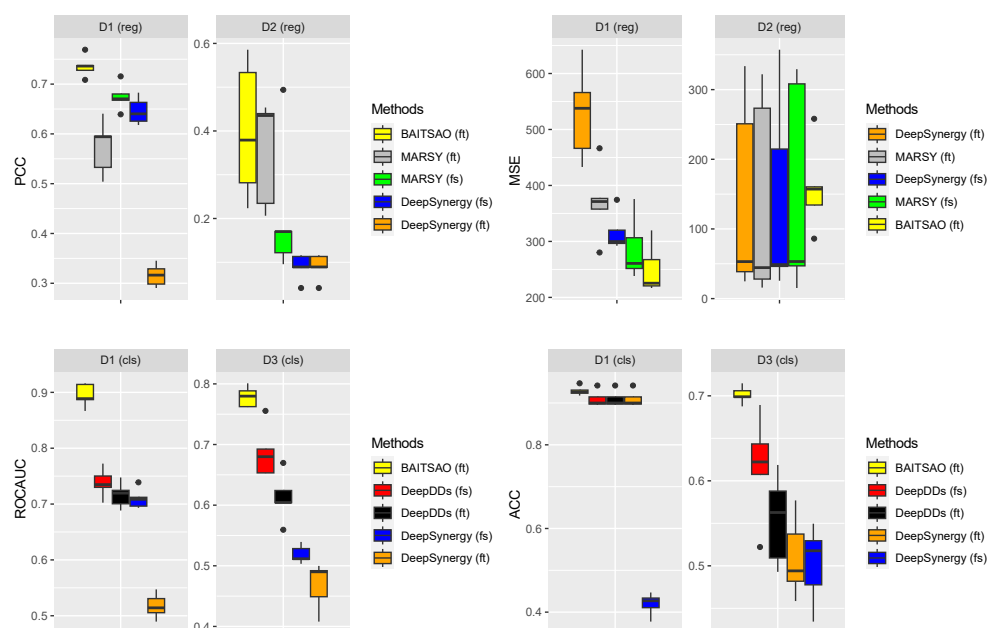 D1 (reg)
D2 (reg)
PCC
0.7
0.6
0.5
0.4
0.3
0.6
0.4
0.2
Methods
BAITSAO (ft)
MARSY (ft)
MARSY (fs)
DeepSynergy (fs)
DeepSynergy (ft)
D1 (reg)
D2 (reg)
MSE
600
500
400
300
200
300
200
100
0
Methods
DeepSynergy (ft)
MARSY (ft)
DeepSynergy (fs)
MARSY (fs)
BAITSAO (ft)
D1 (cls)
D3 (cls)
ROCAUC
0.9
0.8
0.7
0.6
0.5
0.8
0.7
0.6
0.5
0.4
Methods
BAITSAO (ft)
DeepDDs (fs)
DeepDDs (ft)
DeepSynergy (fs)
DeepSynergy (ft)
D1 (cls)
D3 (cls)
ACC
0.8
0.6
0.4
0.7
0.6
0.5
Methods
BAITSAO (ft)
DeepDDs (fs)
DeepDDs (ft)
DeepSynergy (ft)
DeepSynergy (fs)